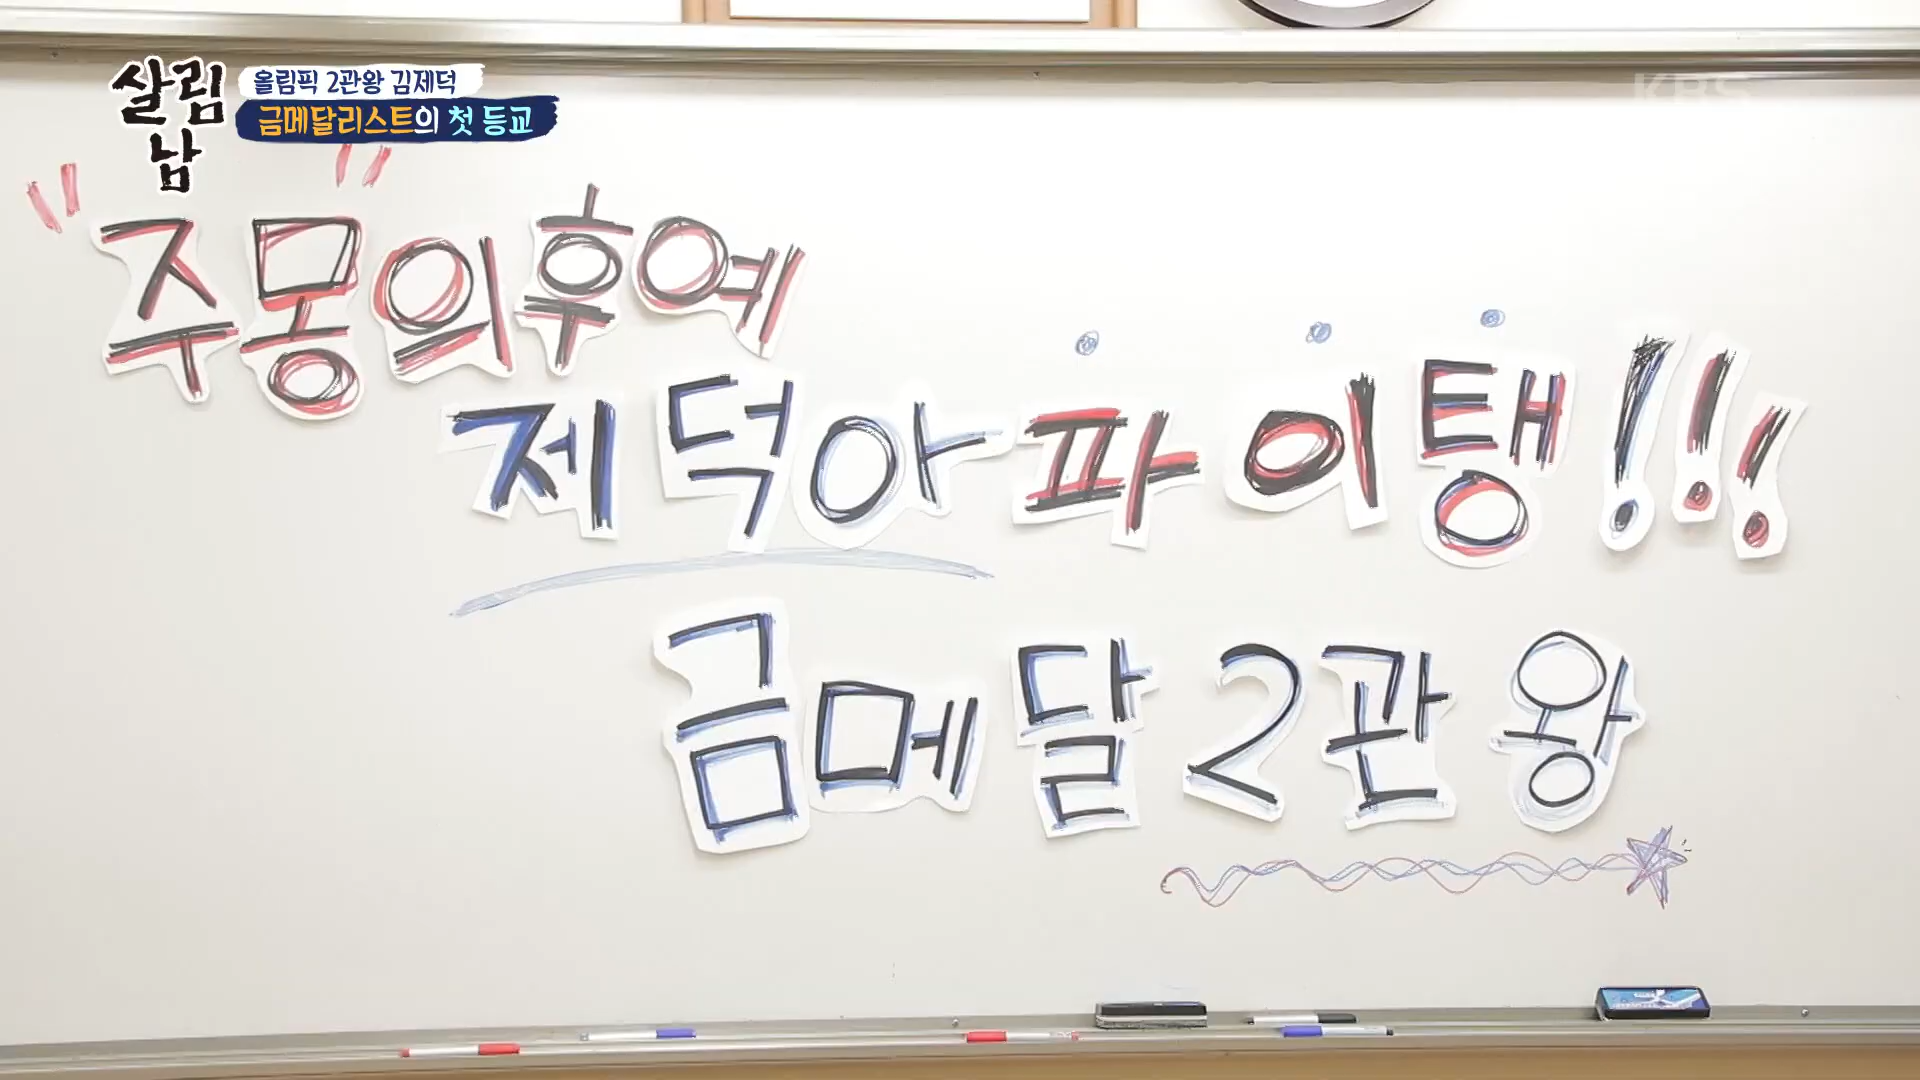 살림남
올림픽 2관왕 김제덕
금메달리스트의 첫 등교
KBS
"주몽"의후예
제덕아 파이탱!!!
금메달 2관왕